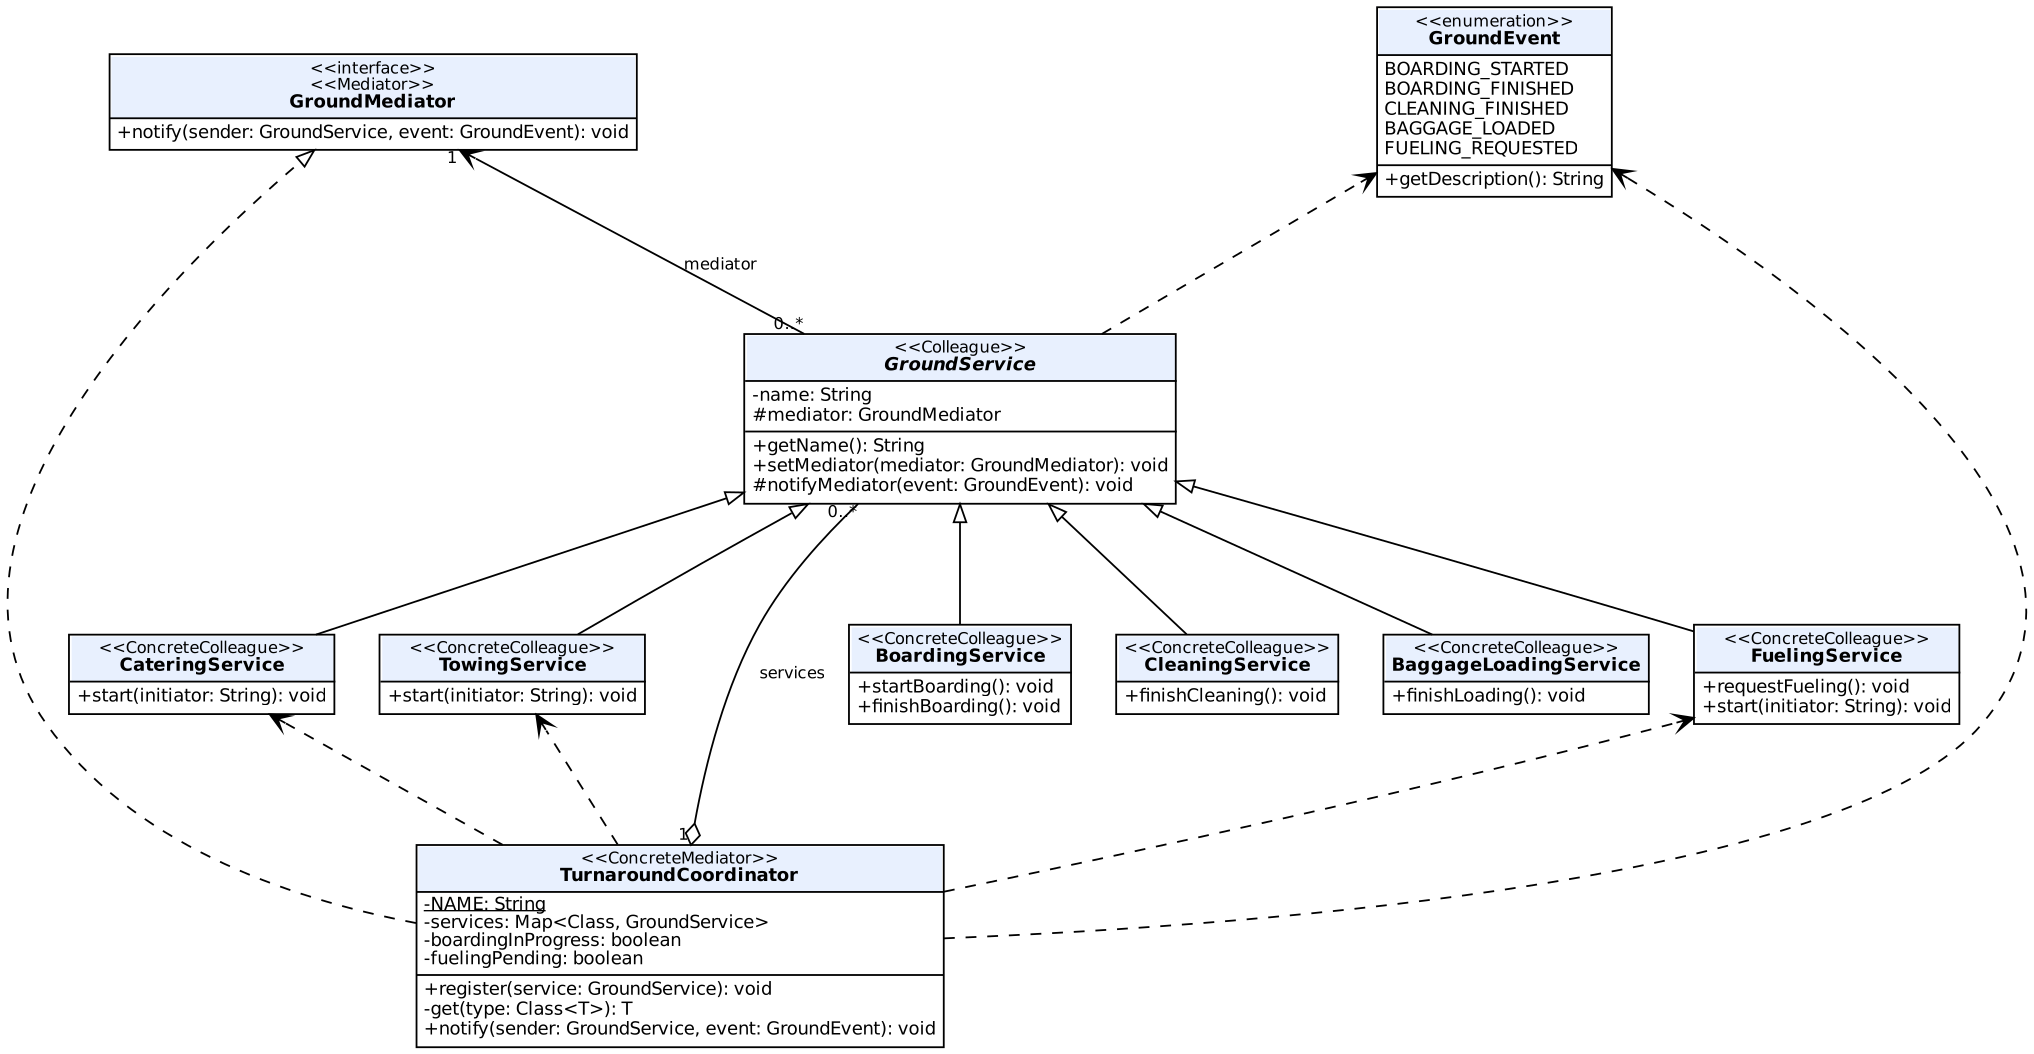 <<enumeration>>
GroundEvent
BOARDING_STARTED
BOARDING_FINISHED
CLEANING_FINISHED
BAGGAGE_LOADED
FUELING_REQUESTED
+getDescription(): String
<<interface>>
<<Mediator>>
GroundMediator
+notify(sender: GroundService, event: GroundEvent): void
1
mediator
0..*
<<Colleague>>
GroundService
-name: String
#mediator: GroundMediator
+getName(): String
+setMediator(mediator: GroundMediator): void
#notifyMediator(event: GroundEvent): void
0..*
<<ConcreteColleague>>
CateringService
+start(initiator: String): void
<<ConcreteColleague>>
TowingService
+start(initiator: String): void
services
<<ConcreteColleague>>
BoardingService
+startBoarding(): void
+finishBoarding(): void
<<ConcreteColleague>>
CleaningService
+finishCleaning(): void
<<ConcreteColleague>>
BaggageLoadingService
+finishLoading(): void
<<ConcreteColleague>>
FuelingService
+requestFueling(): void
+start(initiator: String): void
1
<<ConcreteMediator>>
TurnaroundCoordinator
-NAME: String
-services: Map<Class, GroundService>
-boardingInProgress: boolean
-fuelingPending: boolean
+register(service: GroundService): void
-get(type: Class<T>): T
+notify(sender: GroundService, event: GroundEvent): void